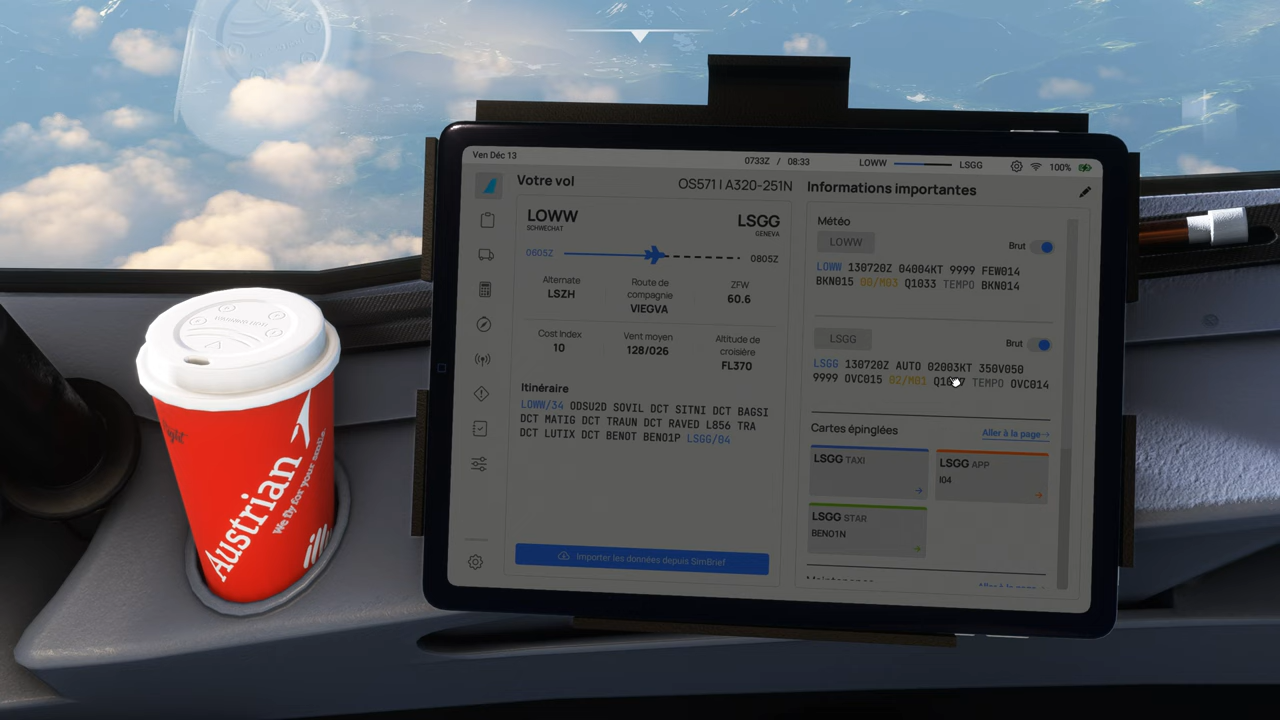 Ven Déc 13
0733Z / 08:33
LOWW LSGG
100%
Votre vol
OS571 | A320-251N
LOWW LSGG
SCHWECHAT GENEVA
0605Z 0805Z
Alternate
LSZH
Route de
compagnie
VIEGVA
ZFW
60.6
Cost Index
10
Vent moyen
128/026
Altitude de
croisière
FL370
Itinéraire
LOWW/34 ODSU2D SOVIL DCT SITNI DCT BAGSI
DCT MATIG DCT TRAUN DCT RAVED L856 TRA
DCT LUTIX DCT BENOT BENO1P LSGG/04
Importer les données depuis SimBrief
Informations importantes
Météo
LOWW
Brut
LOWW 130720Z 04004KT 9999 FEW014
BKN015 00/M03 Q1033 TEMPO BKN014
LSGG
Brut
LSGG 130720Z AUTO 02003KT 350V050
9999 OVC015 02/M01 TEMPO OVC014
Cartes épinglées
Aller à la page
LSGG TAXI
LSGG APP
I04
LSGG STAR
BENO1N
Austrian
We fly for your smile.